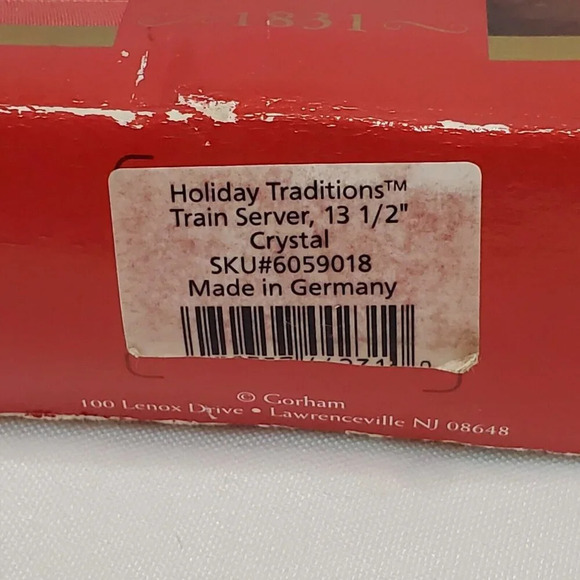 1831
Holiday Traditions™
Train Server, 13 1/2"
Crystal
SKU#6059018
Made in Germany
© Gorham
100 Lenox Drive • Lawrenceville NJ 08648